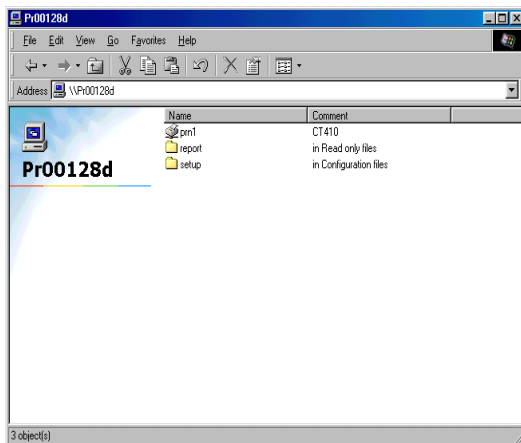 Pr00128d
File Edit View Go Favorites Help
Address \\Pr00128d
Name Comment
prn1 CT410
report in Read only files
setup in Configuration files
Pr00128d
3 object(s)